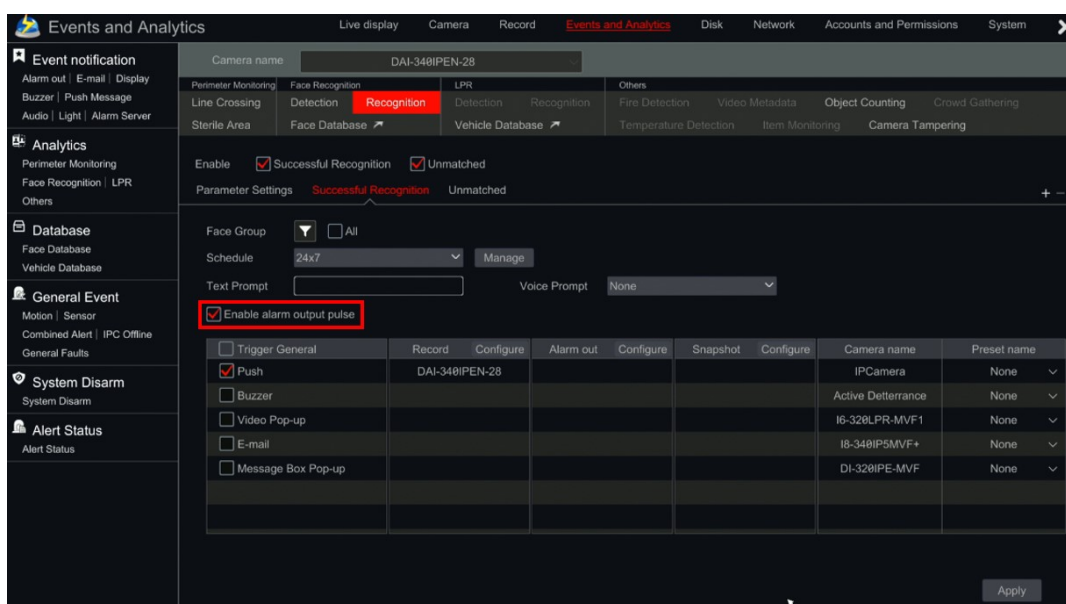 Events and Analytics
Live display Camera Record Events and Analytics Disk Network Accounts and Permissions System
Event notification
Alarm out | E-mail | Display
Buzzer | Push Message
Audio | Light | Alarm Server
Analytics
Perimeter Monitoring
Face Recognition | LPR
Others
Database
Face Database
Vehicle Database
General Event
Motion | Sensor
Combined Alert | IPC Offline
General Faults
System Disarm
System Disarm
Alert Status
Alert Status
Camera name DAI-340IPEN-28
Perimeter Monitoring Face Recognition LPR Others
Line Crossing Detection Recognition Detection Recognition Fire Detection Video Metadata Object Counting Crowd Gathering
Sterile Area Face Database Vehicle Database Temperature Detection Item Monitoring Camera Tampering
Enable Successful Recognition Unmatched
Parameter Settings Successful Recognition Unmatched
Face Group All
Schedule 24x7 Manage
Text Prompt Voice Prompt None
Enable alarm output pulse
Trigger General Record Configure Alarm out Configure Snapshot Configure Camera name Preset name
Push DAI-340IPEN-28 IPCamera None
Buzzer Active Detterrance None
Video Pop-up I6-320LPR-MVF1 None
E-mail I8-340IP5MVF+ None
Message Box Pop-up DI-320IPE-MVF None
Apply